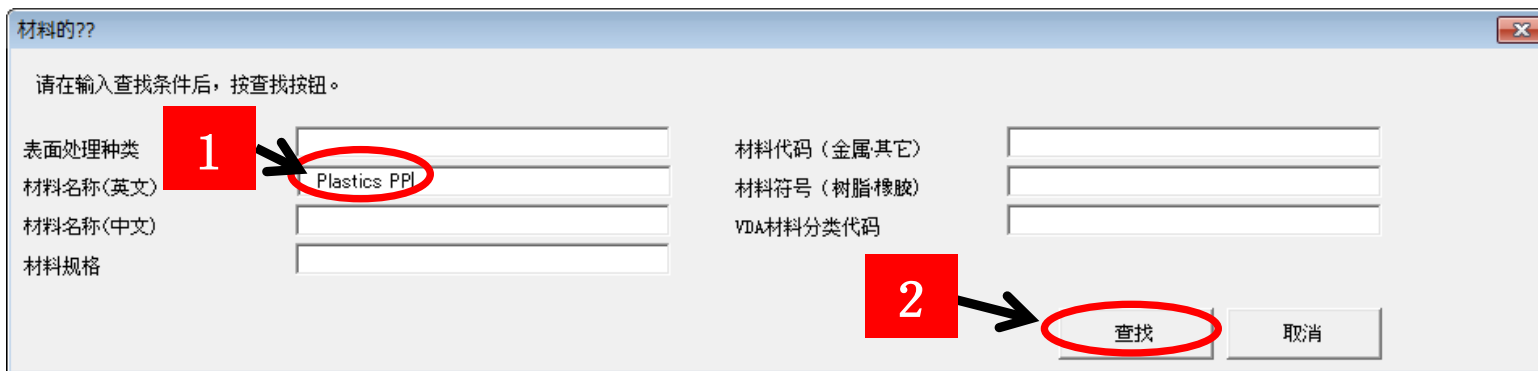 材料的??
请在输入查找条件后，按查找按钮。
1
表面处理种类
材料代码（金属·其它）
材料名称(英文)
Plastics PP
材料符号（树脂·橡胶）
材料名称(中文)
VDA材料分类代码
材料规格
2
查找
取消